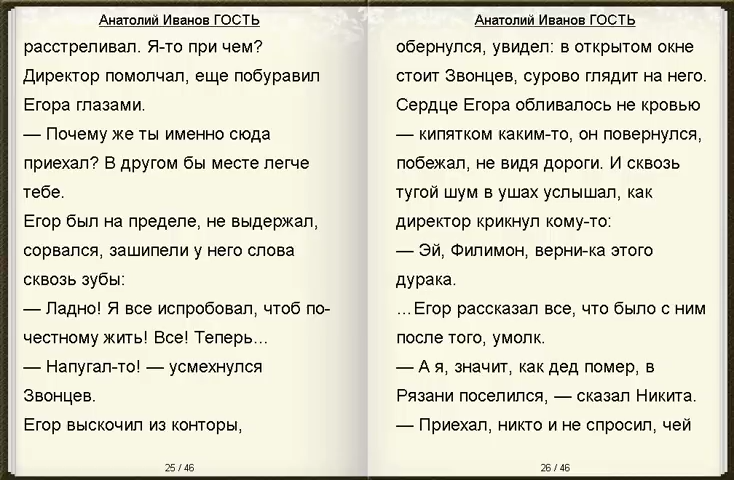 Анатолий Иванов ГОСТЬ
расстреливал. Я-то при чем?
Директор помолчал, еще побуравил
Егора глазами.
— Почему же ты именно сюда
приехал? В другом бы месте легче
тебе.
Егор был на пределе, не выдержал,
сорвался, зашипели у него слова
сквозь зубы:
— Ладно! Я все испробовал, чтоб по-
честному жить! Все! Теперь...
— Напугал-то! — усмехнулся
Звонцев.
Егор выскочил из конторы,
25 / 46
Анатолий Иванов ГОСТЬ
обернулся, увидел: в открытом окне
стоит Звонцев, сурово глядит на него.
Сердце Егора обливалось не кровью
— кипятком каким-то, он повернулся,
побежал, не видя дороги. И сквозь
тугой шум в ушах услышал, как
директор крикнул кому-то:
— Эй, Филимон, верни-ка этого
дурака.
...Егор рассказал все, что было с ним
после того, умолк.
— А я, значит, как дед помер, в
Рязани поселился, — сказал Никита.
— Приехал, никто и не спросил, чей
26 / 46